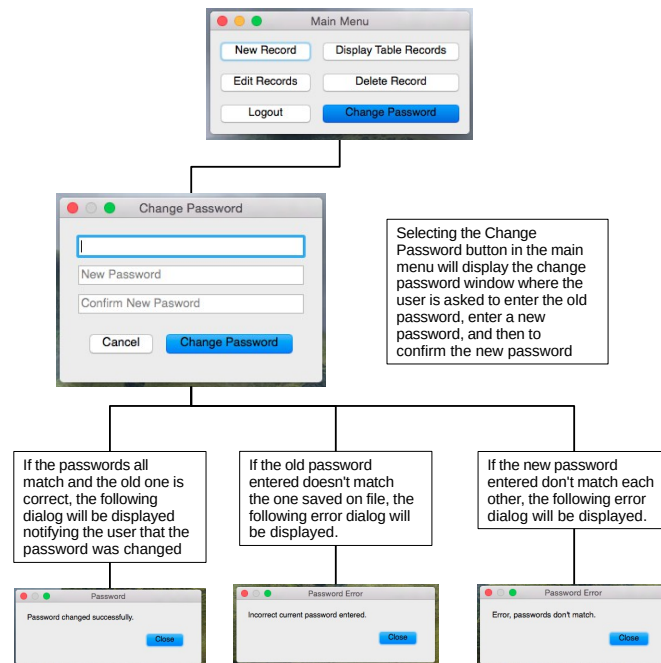 Main Menu
New Record
Display Table Records
Edit Records
Delete Record
Logout
Change Password
Change Password
New Password
Confirm New Pasword
Cancel
Change Password
Selecting the Change
Password button in the main
menu will display the change
password window where the
user is asked to enter the old
password, enter a new
password, and then to
confirm the new password
If the passwords all
match and the old one is
correct, the following
dialog will be displayed
notifying the user that the
password was changed
If the old password
entered doesn't match
the one saved on file, the
following error dialog will
be displayed.
If the new password
entered don't match each
other, the following error
dialog will be displayed.
Password
Password changed successfully.
Close
Password Error
Incorrect current password entered.
Close
Password Error
Error, passwords don't match.
Close